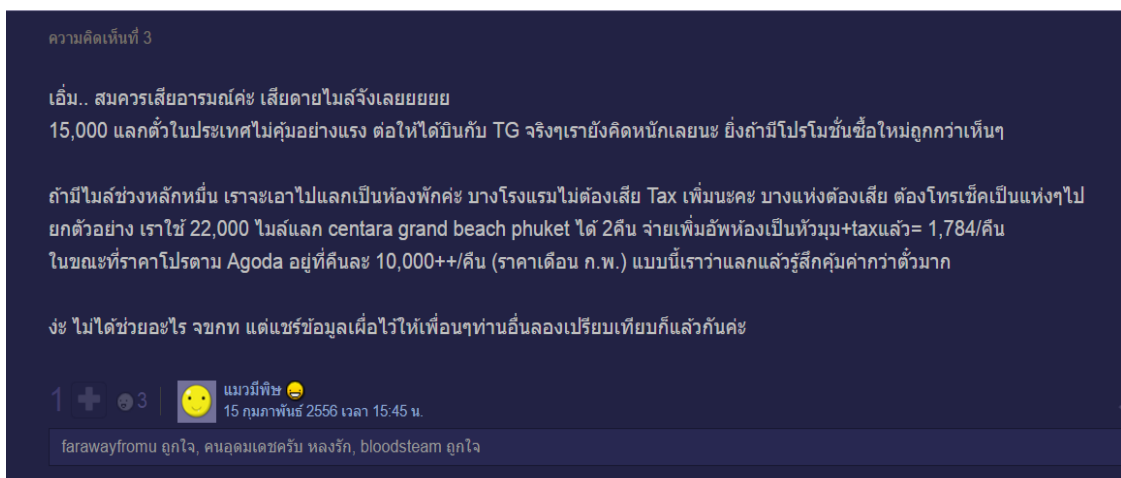 ความคิดเห็นที่ 3
เอิ่ม.. สมควรเสียอารมณ์ค่ะ เสียดายไมล์จังเลยยยยย
15,000 แลกตั๋วในประเทศไม่คุ้มอย่างแรง ต่อให้ได้บินกับ TG จริงๆเรายังคิดหนักเลยนะ ยิ่งถ้ามีโปรโมชั่นซื้อใหม่ถูกกว่าเห็นๆ
ถ้ามีไมล์ช่วงหลักหมื่น เราจะเอาไปแลกเป็นห้องพักค่ะ บางโรงแรมไม่ต้องเสีย Tax เพิ่มนะคะ บางแห่งต้องเสีย ต้องโทรเช็คเป็นแห่งๆไป
ยกตัวอย่าง เราใช้ 22,000 ไมล์แลก centara grand beach phuket ได้ 2คืน จ่ายเพิ่มอัพห้องเป็นหัวมุม+taxแล้ว= 1,784/คืน
ในขณะที่ราคาโปรตาม Agoda อยู่ที่คืนละ 10,000++/คืน (ราคาเดือน ก.พ.) แบบนี้เราว่าแลกแล้วรู้สึกคุ้มค่ากว่าตั๋วมาก
ง่ะ ไม่ได้ช่วยอะไร จขกท แต่แชร์ข้อมูลเผื่อไว้ให้เพื่อนๆท่านอื่นลองเปรียบเทียบก็แล้วกันค่ะ
1 3 แมวมีพิษ
15 กุมภาพันธ์ 2556 เวลา 15:45 น.
farawayfromu ถูกใจ, คนอุดมเดชครับ หลงรัก, bloodsteam ถูกใจ